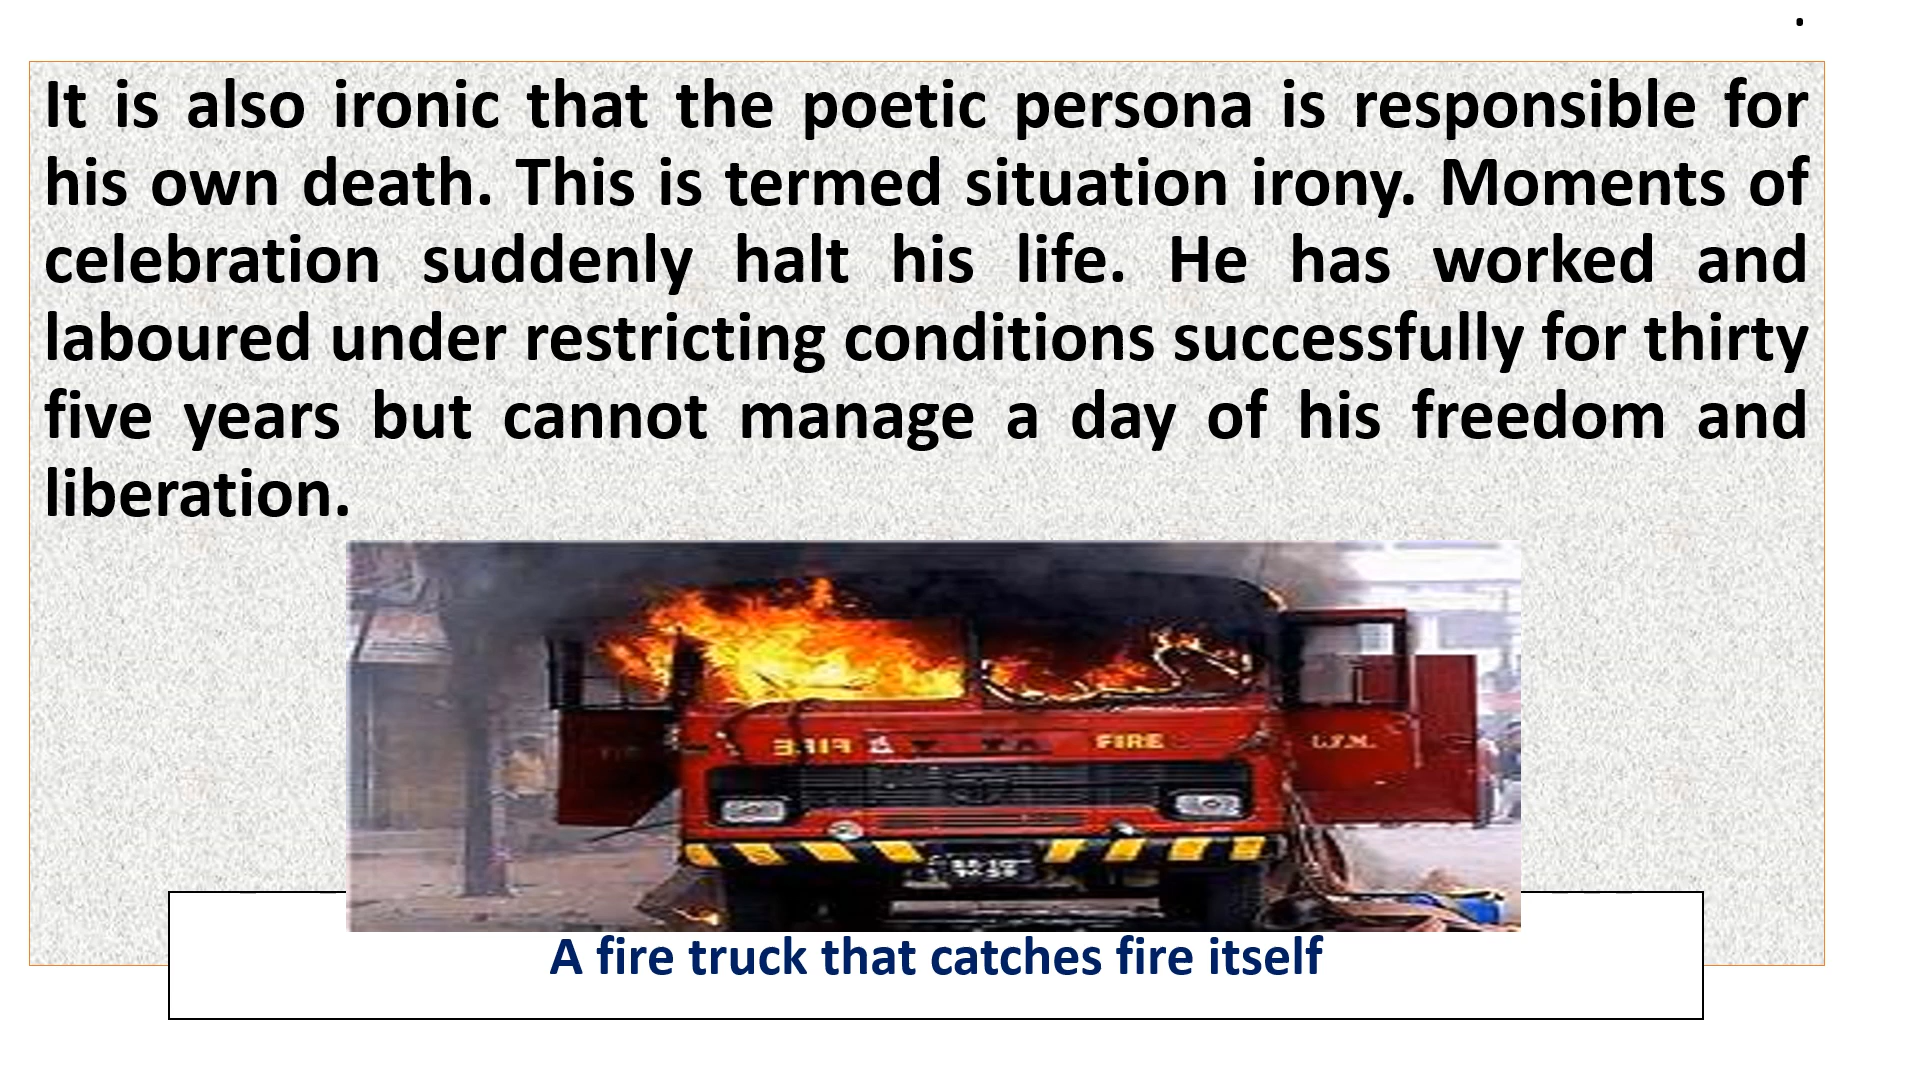 .
It is also ironic that the poetic persona is responsible for
his own death. This is termed situation irony. Moments of
celebration suddenly halt his life. He has worked and
laboured under restricting conditions successfully for thirty
five years but cannot manage a day of his freedom and
liberation.
FIRE
A fire truck that catches fire itself